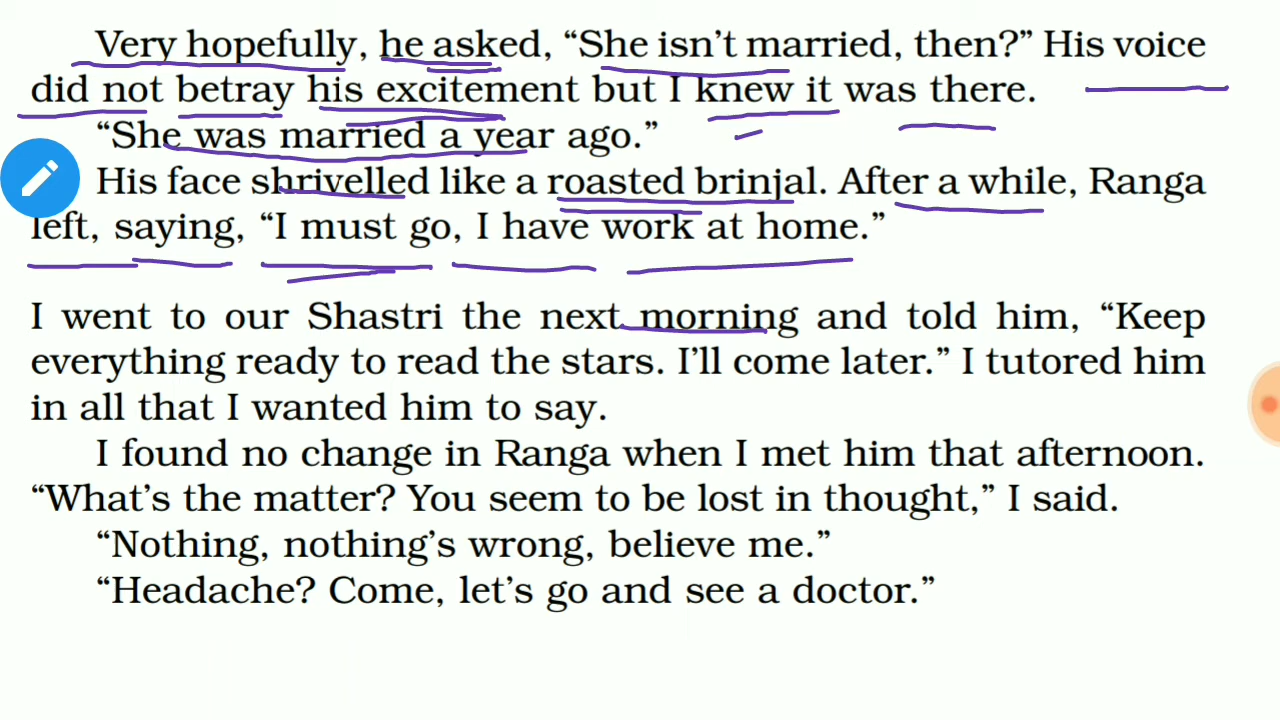 Very hopefully, he asked, “She isn’t married, then?” His voice
did not betray his excitement but I knew it was there.
“She was married a year ago.”
His face shrivelled like a roasted brinjal. After a while, Ranga
left, saying, “I must go, I have work at home.”
I went to our Shastri the next morning and told him, “Keep
everything ready to read the stars. I’ll come later.” I tutored him
in all that I wanted him to say.
I found no change in Ranga when I met him that afternoon.
“What’s the matter? You seem to be lost in thought,” I said.
“Nothing, nothing’s wrong, believe me.”
“Headache? Come, let’s go and see a doctor.”